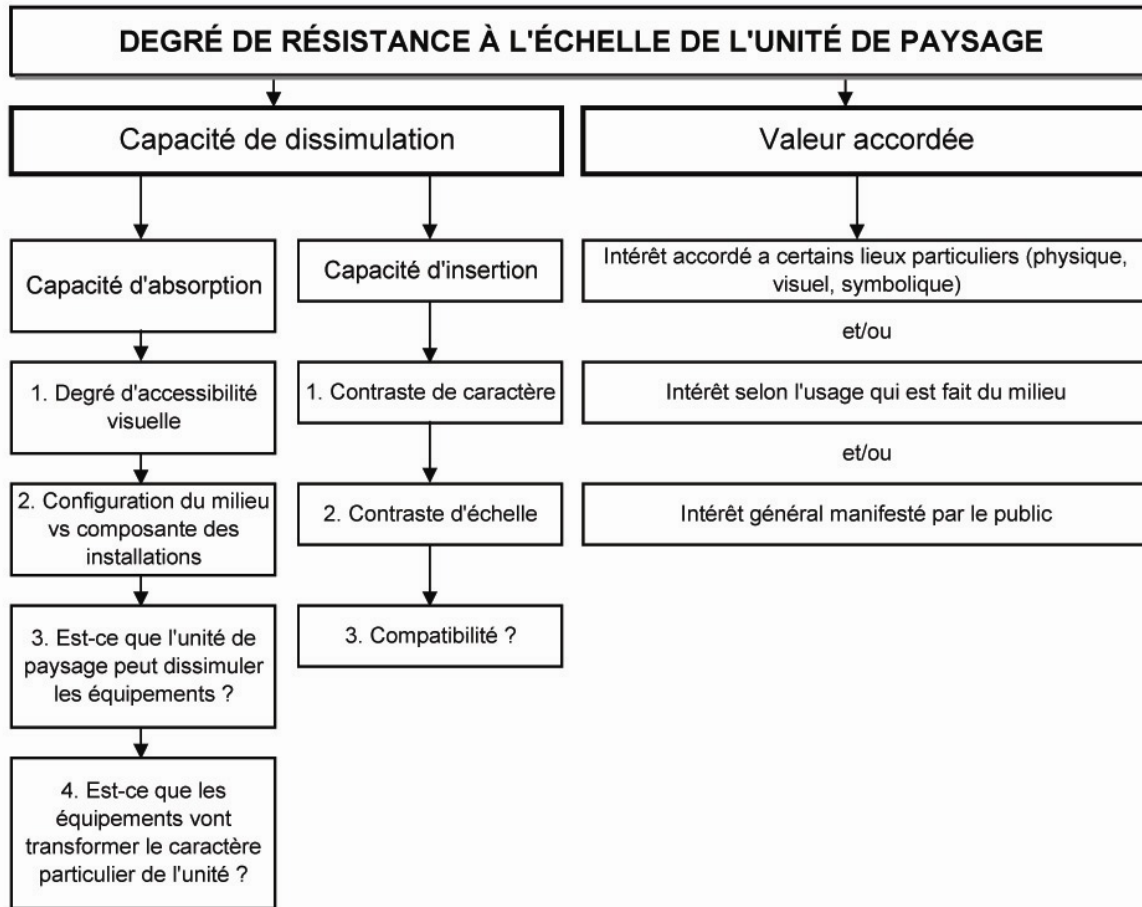 DEGRÉ DE RÉSISTANCE À L'ÉCHELLE DE L'UNITÉ DE PAYSAGE
Capacité de dissimulation
Valeur accordée
Capacité d'absorption
Capacité d'insertion
Intérêt accordé a certains lieux particuliers (physique,
visuel, symbolique)
et/ou
1. Degré d'accessibilité
visuelle
1. Contraste de caractère
Intérêt selon l'usage qui est fait du milieu
et/ou
2. Configuration du milieu
vs composante des
installations
2. Contraste d'échelle
Intérêt général manifesté par le public
3. Est-ce que l'unité de
paysage peut dissimuler
les équipements ?
3. Compatibilité ?
4. Est-ce que les
équipements vont
transformer le caractère
particulier de l'unité ?